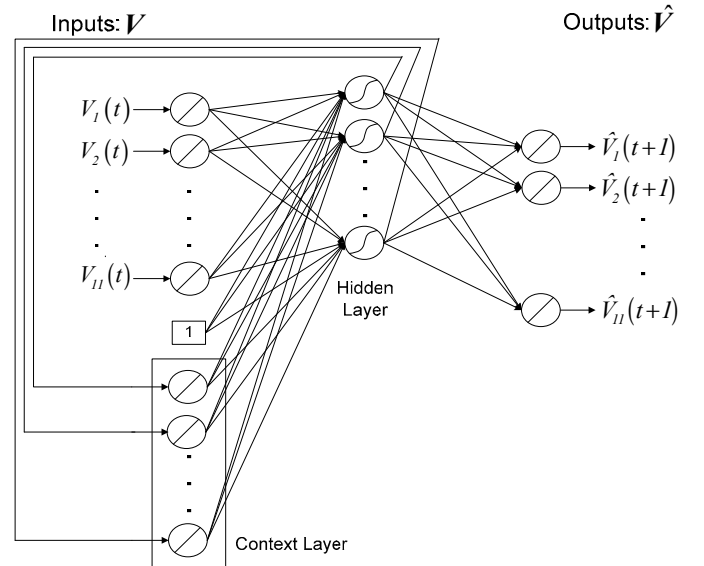 Inputs: V
Outputs: V̂
V₁(t)
V₂(t)
V₁₁(t)
1
Hidden
Layer
V̂₁(t+1)
V̂₂(t+1)
V̂₁₁(t+1)
Context Layer